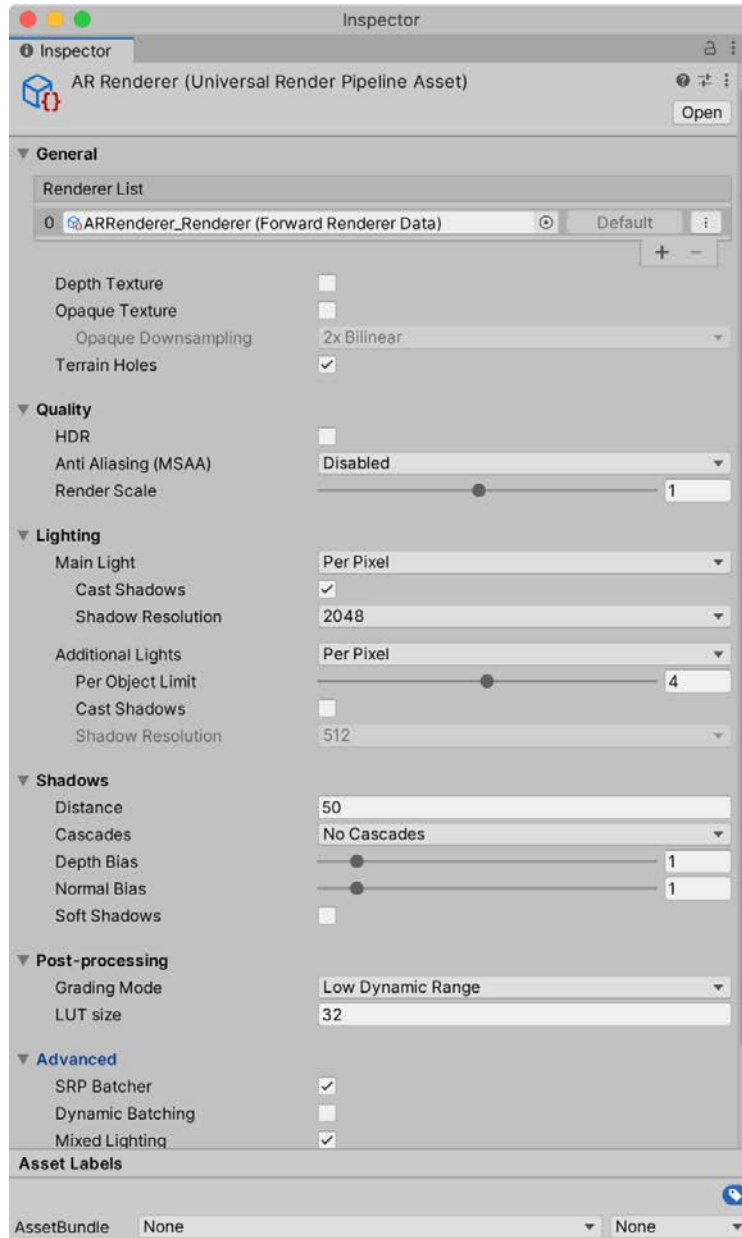 Inspector
Inspector
AR Renderer (Universal Render Pipeline Asset)
Open
General
Renderer List
0 ARRenderer_Renderer (Forward Renderer Data) Default
Depth Texture
Opaque Texture
Opaque Downsampling 2x Bilinear
Terrain Holes
Quality
HDR
Anti Aliasing (MSAA) Disabled
Render Scale 1
Lighting
Main Light Per Pixel
Cast Shadows
Shadow Resolution 2048
Additional Lights Per Pixel
Per Object Limit 4
Cast Shadows
Shadow Resolution 512
Shadows
Distance 50
Cascades No Cascades
Depth Bias 1
Normal Bias 1
Soft Shadows
Post-processing
Grading Mode Low Dynamic Range
LUT size 32
Advanced
SRP Batcher
Dynamic Batching
Mixed Lighting
Asset Labels
AssetBundle None None